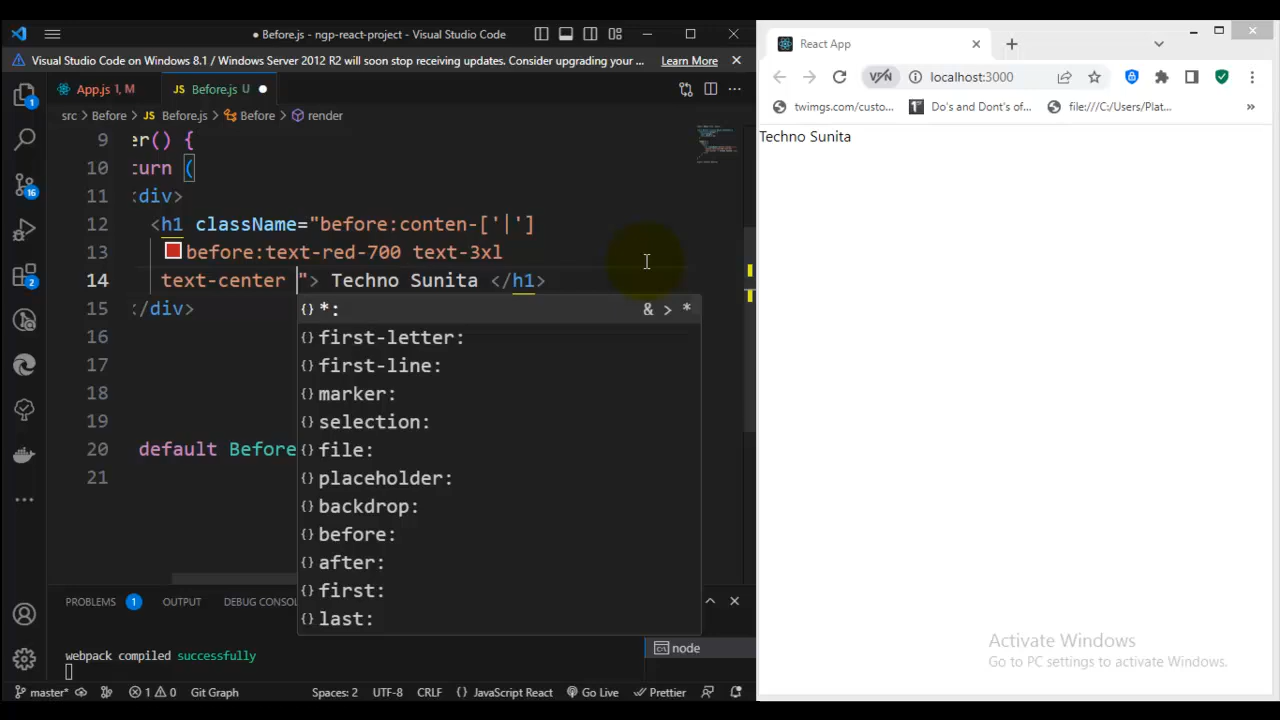 ● Before.js - ngp-react-project - Visual Studio Code
Visual Studio Code on Windows 8.1 / Windows Server 2012 R2 will soon stop receiving updates. Consider upgrading your ... Learn More
App.js 1, M
JS Before.js U ●
src > Before > JS Before.js > Before > render
9 er() {
10 turn (
11 <div>
12 <h1 className="before:conten-['|']
13 before:text-red-700 text-3xl
14 text-center "> Techno Sunita </h1>
15 </div>
16
17
18
19
20 default Before
21
{} *: & > *
{} first-letter:
{} first-line:
{} marker:
{} selection:
{} file:
{} placeholder:
{} backdrop:
{} before:
{} after:
{} first:
{} last:
1
16
2
PROBLEMS 1 OUTPUT DEBUG CONSOL
webpack compiled successfully
node
master* 1 0 Git Graph Spaces: 2 UTF-8 CRLF {} JavaScript React Go Live Prettier
React App
VPN localhost:3000
twimgs.com/custo... Do's and Dont's of... file:///C:/Users/Plat... »
Techno Sunita
Activate Windows
Go to PC settings to activate Windows.